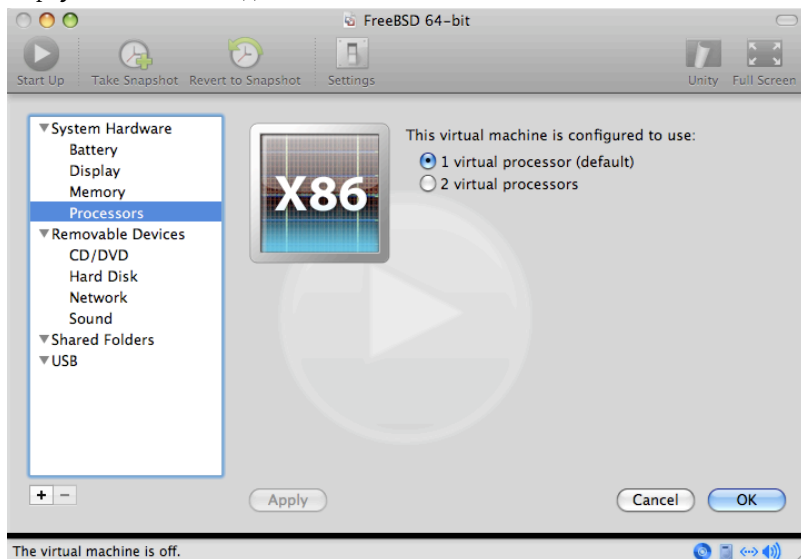 FreeBSD 64-bit
Start Up Take Snapshot Revert to Snapshot Settings Unity Full Screen
System Hardware
Battery
Display
Memory
Processors
Removable Devices
CD/DVD
Hard Disk
Network
Sound
Shared Folders
USB
X86
This virtual machine is configured to use:
1 virtual processor (default)
2 virtual processors
+ −
Apply
Cancel
OK
The virtual machine is off.